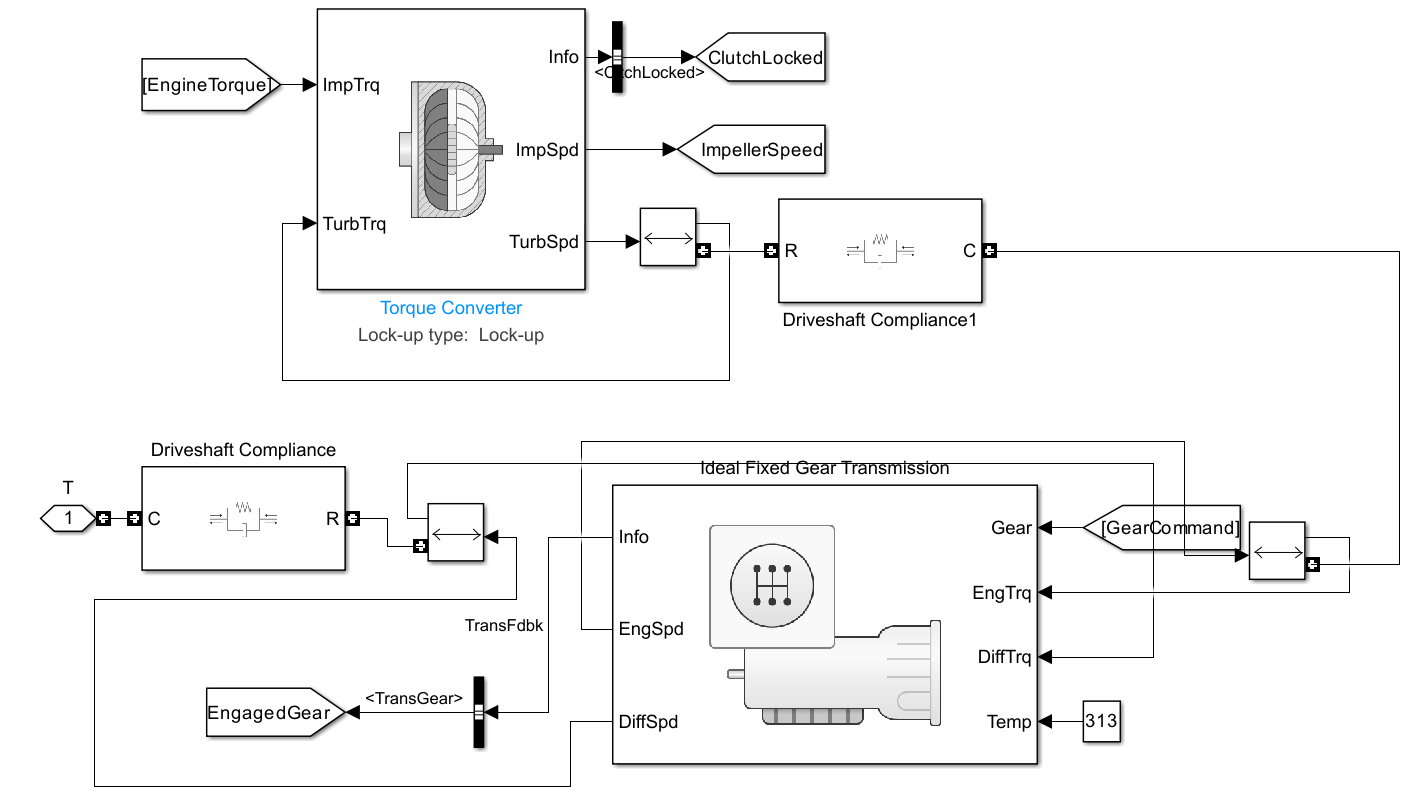 Info
ClutchLocked
<C tchLocked>
[EngineTorque]
ImpTrq
ImpSpd
ImpellerSpeed
TurbTrq
TurbSpd
R
C
Torque Converter
Lock-up type: Lock-up
Driveshaft Compliance1
Driveshaft Compliance
Ideal Fixed Gear Transmission
T
1
C
R
Info
Gear
[GearCommand]
EngTrq
TransFdbk
EngSpd
DiffTrq
<TransGear>
EngagedGear
DiffSpd
Temp
313